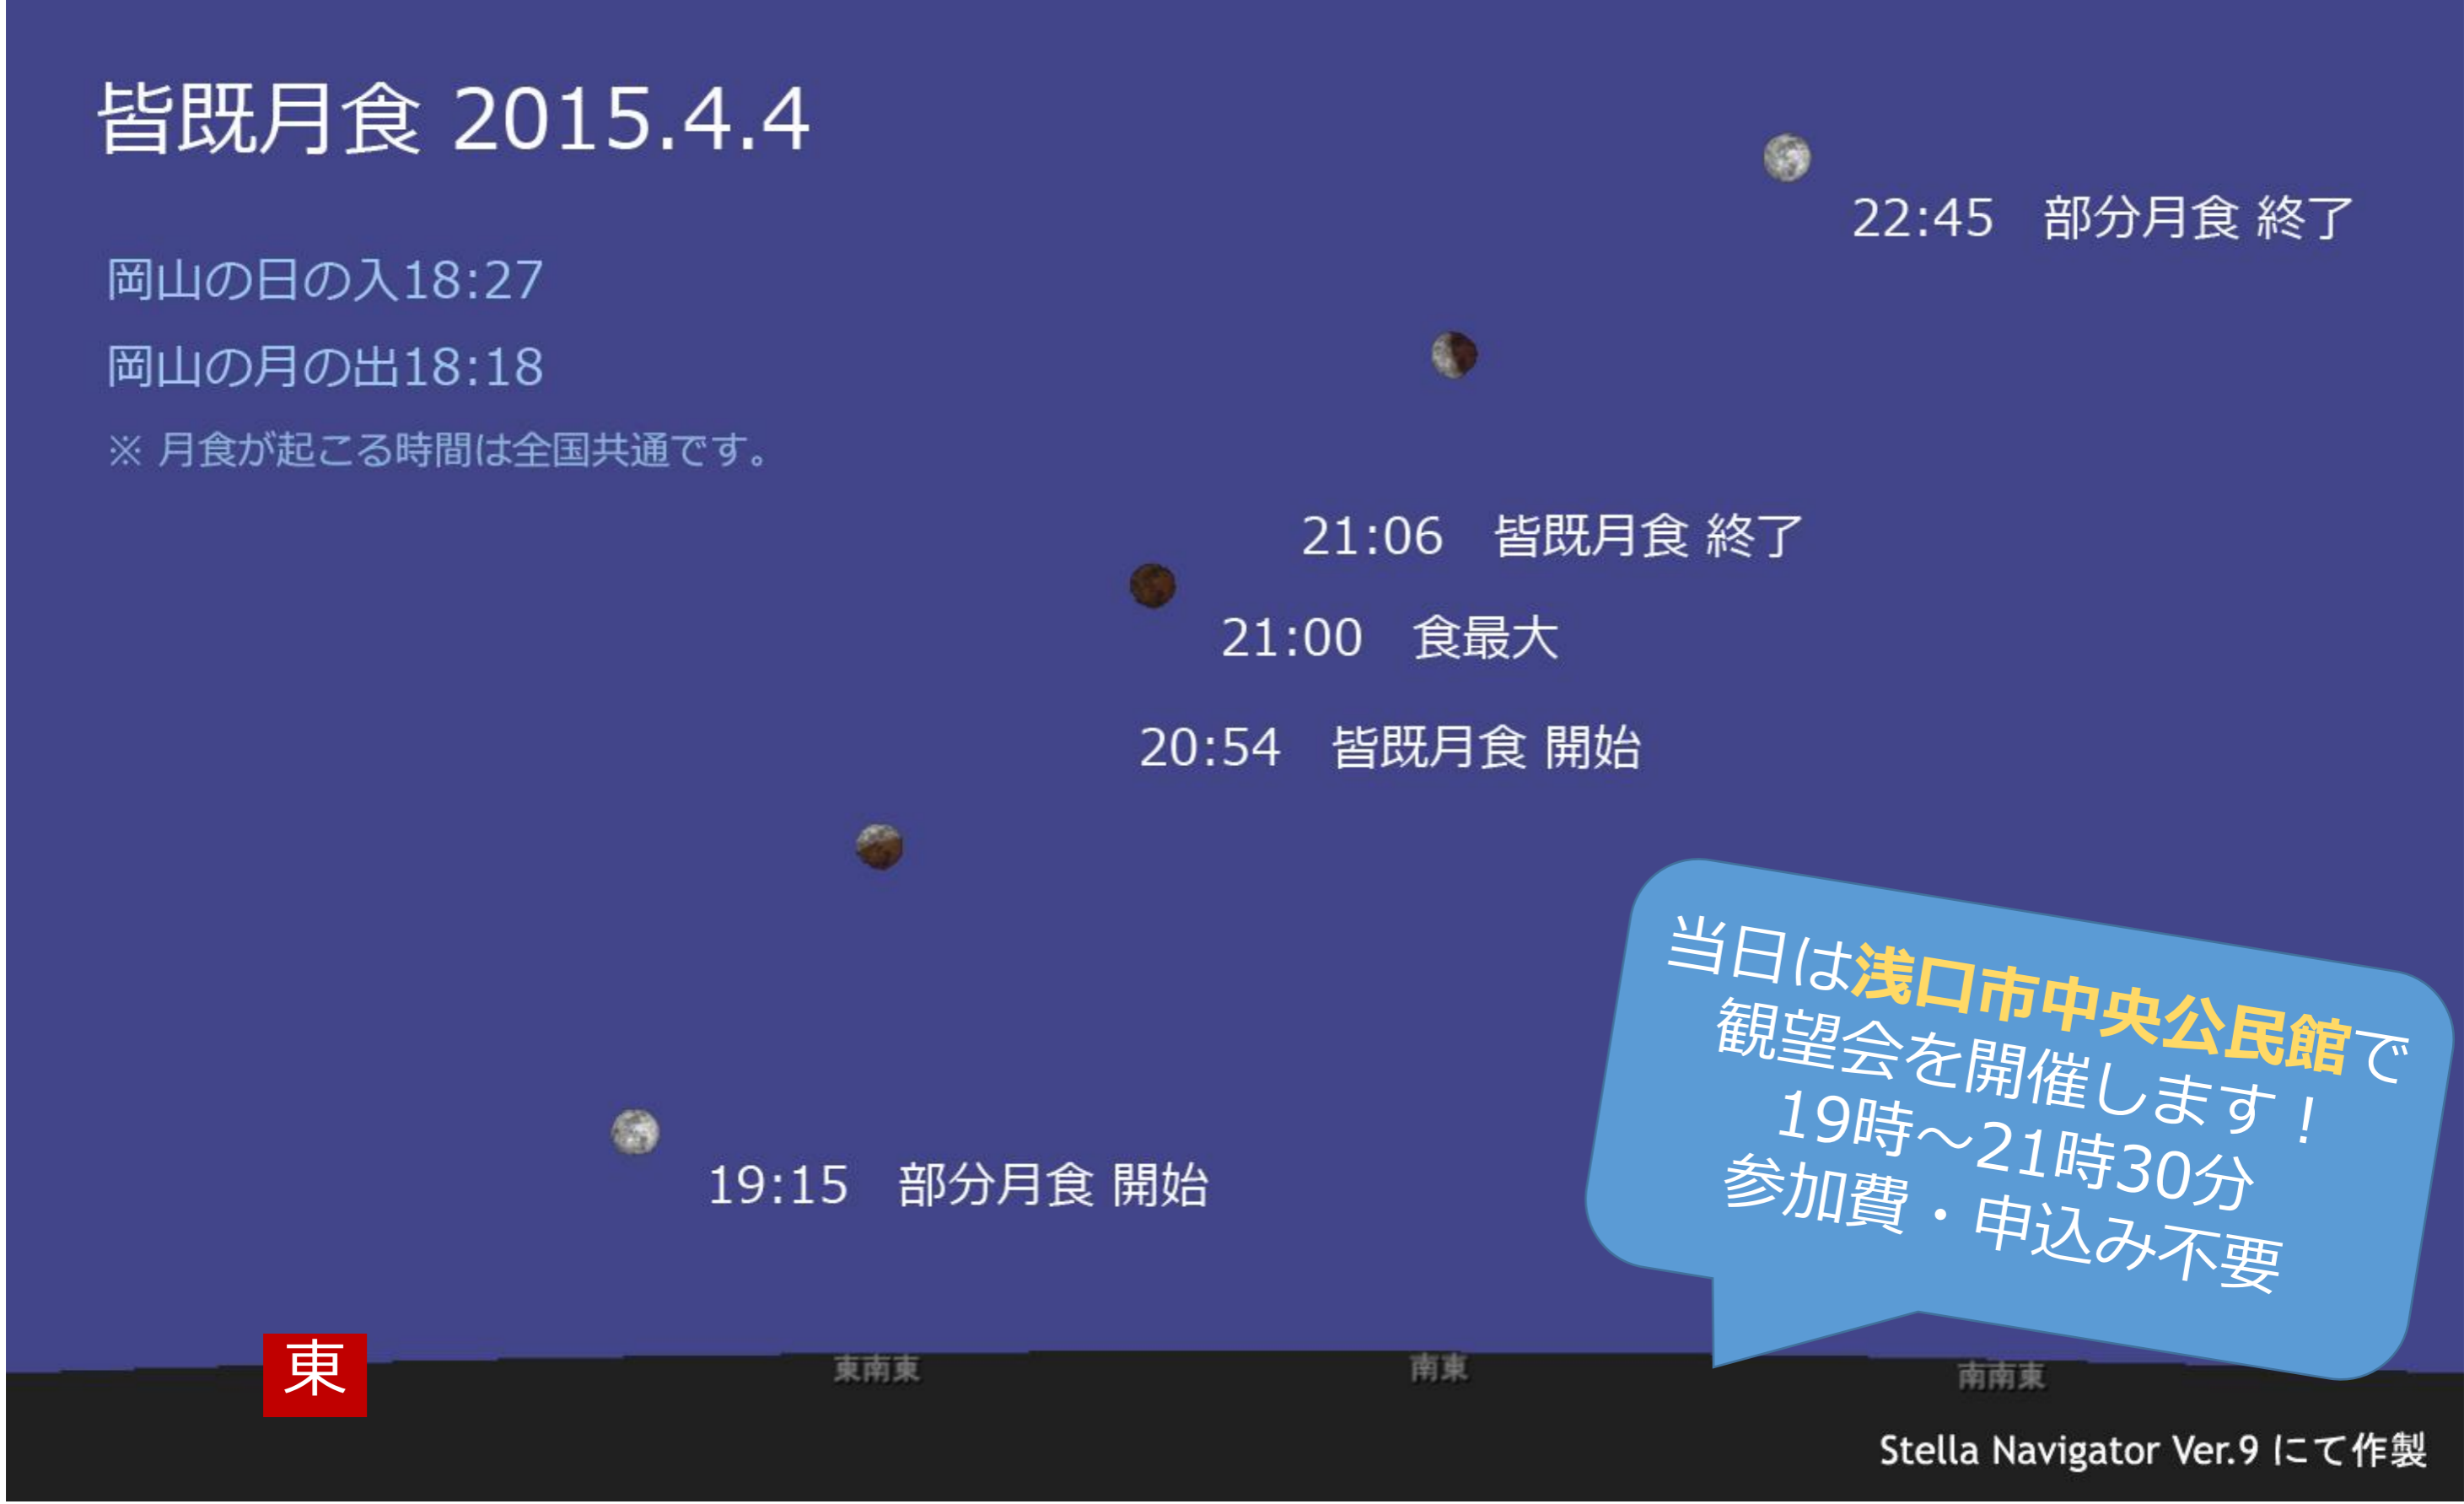 皆既月食 2015.4.4
岡山の日の入18:27
岡山の月の出18:18
※ 月食が起こる時間は全国共通です。
22:45 部分月食 終了
21:06 皆既月食 終了
21:00 食最大
20:54 皆既月食 開始
19:15 部分月食 開始
当日は浅口市中央公民館で
観望会を開催します！
19時～21時30分
参加費・申込み不要
東
東南東
南東
南南東
Stella Navigator Ver.9 にて作製